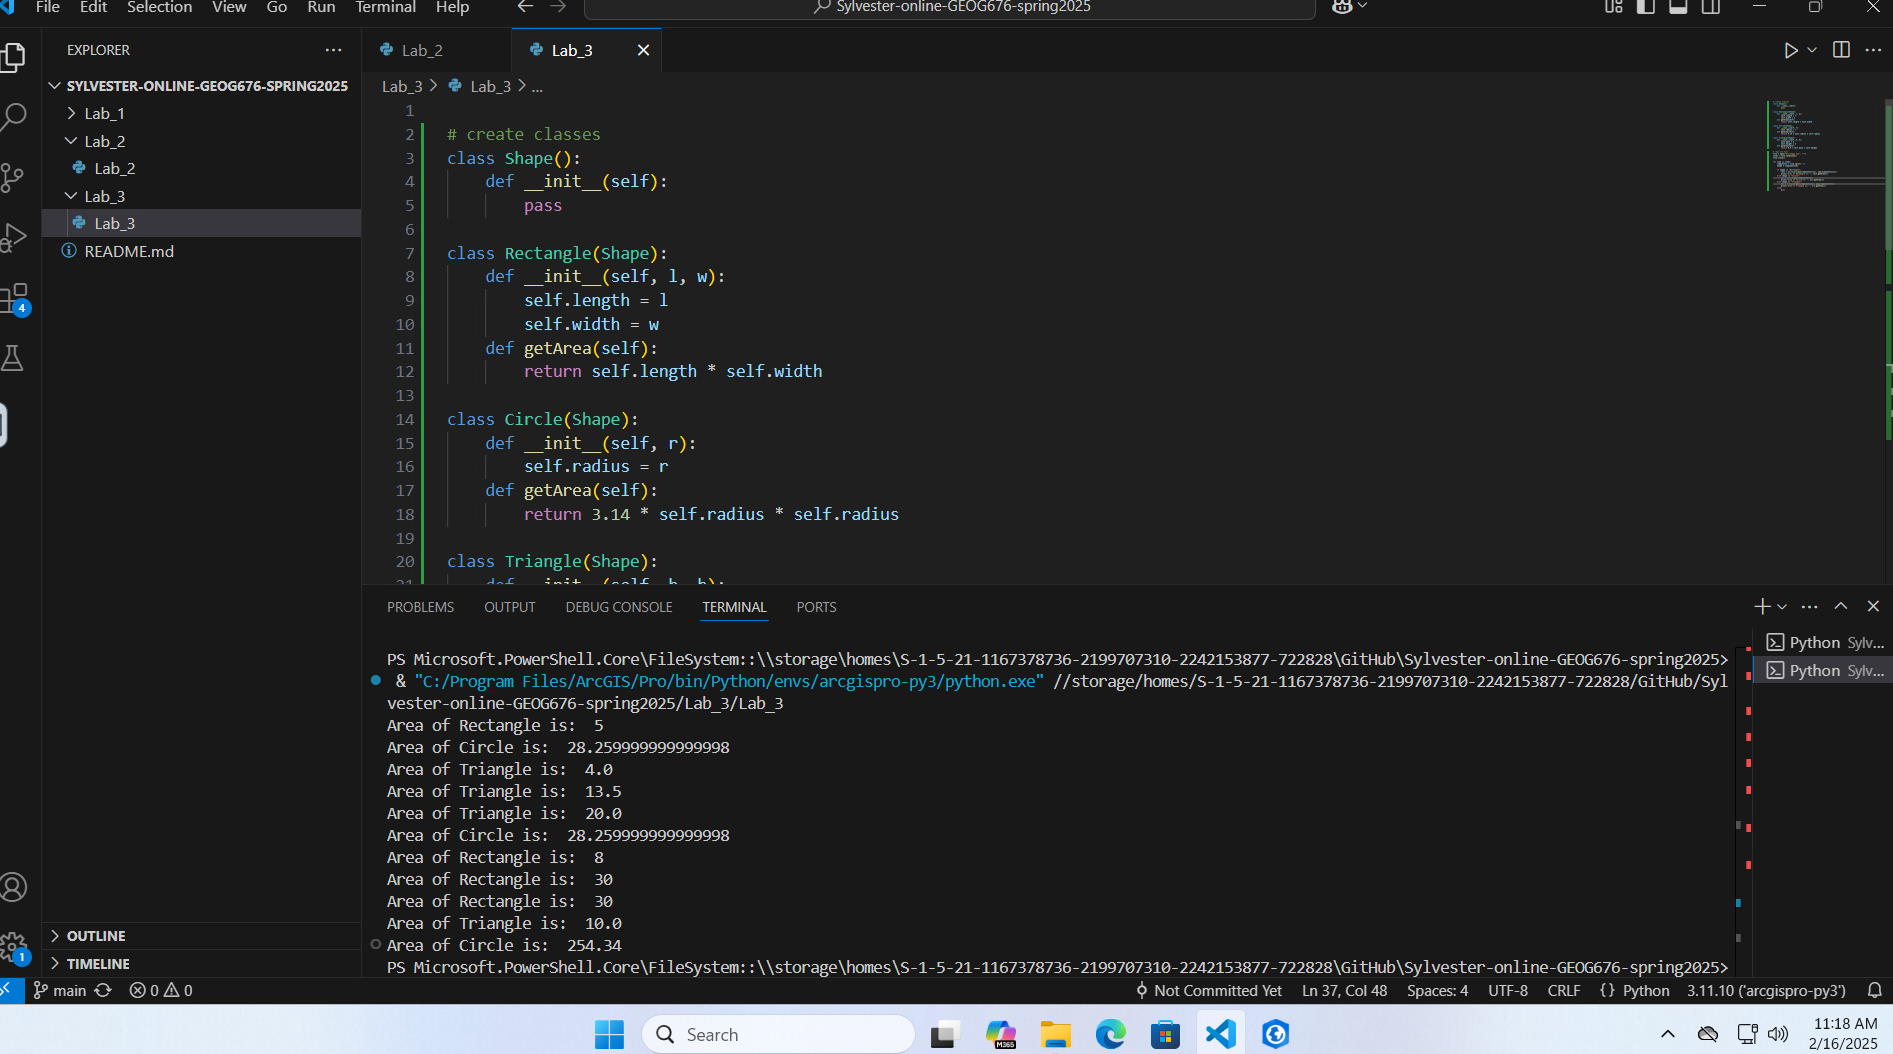 File Edit Selection View Go Run Terminal Help
Sylvester-online-GEOG676-spring2025
EXPLORER
SYLVESTER-ONLINE-GEOG676-SPRING2025
Lab_1
Lab_2
Lab_2
Lab_3
Lab_3
README.md
4
OUTLINE
TIMELINE
1
Lab_2
Lab_3
Lab_3 > Lab_3 > ...
1
2 # create classes
3 class Shape():
4     def __init__(self):
5         pass
6
7 class Rectangle(Shape):
8     def __init__(self, l, w):
9         self.length = l
10         self.width = w
11     def getArea(self):
12         return self.length * self.width
13
14 class Circle(Shape):
15     def __init__(self, r):
16         self.radius = r
17     def getArea(self):
18         return 3.14 * self.radius * self.radius
19
20 class Triangle(Shape):
21     def __init__(self, b, h):
PROBLEMS OUTPUT DEBUG CONSOLE TERMINAL PORTS
PS Microsoft.PowerShell.Core\FileSystem::\\storage\homes\S-1-5-21-1167378736-2199707310-2242153877-722828\GitHub\Sylvester-online-GEOG676-spring2025>
& "C:/Program Files/ArcGIS/Pro/bin/Python/envs/arcgispro-py3/python.exe" //storage/homes/S-1-5-21-1167378736-2199707310-2242153877-722828/GitHub/Syl
vester-online-GEOG676-spring2025/Lab_3/Lab_3
Area of Rectangle is:  5
Area of Circle is:  28.259999999999998
Area of Triangle is:  4.0
Area of Triangle is:  13.5
Area of Triangle is:  20.0
Area of Circle is:  28.259999999999998
Area of Rectangle is:  8
Area of Rectangle is:  30
Area of Rectangle is:  30
Area of Triangle is:  10.0
Area of Circle is:  254.34
PS Microsoft.PowerShell.Core\FileSystem::\\storage\homes\S-1-5-21-1167378736-2199707310-2242153877-722828\GitHub\Sylvester-online-GEOG676-spring2025>
Python Sylv...
Python Sylv...
main 0 0
Not Committed Yet Ln 37, Col 48 Spaces: 4 UTF-8 CRLF {} Python 3.11.10 ('arcgispro-py3')
Search
M365
11:18 AM
2/16/2025